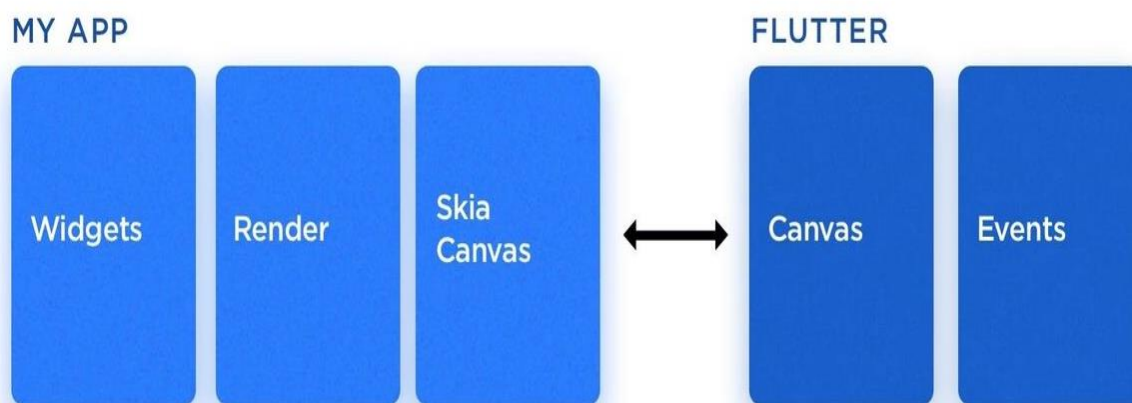 MY APP
FLUTTER
Widgets
Render
Skia
Canvas
Canvas
Events